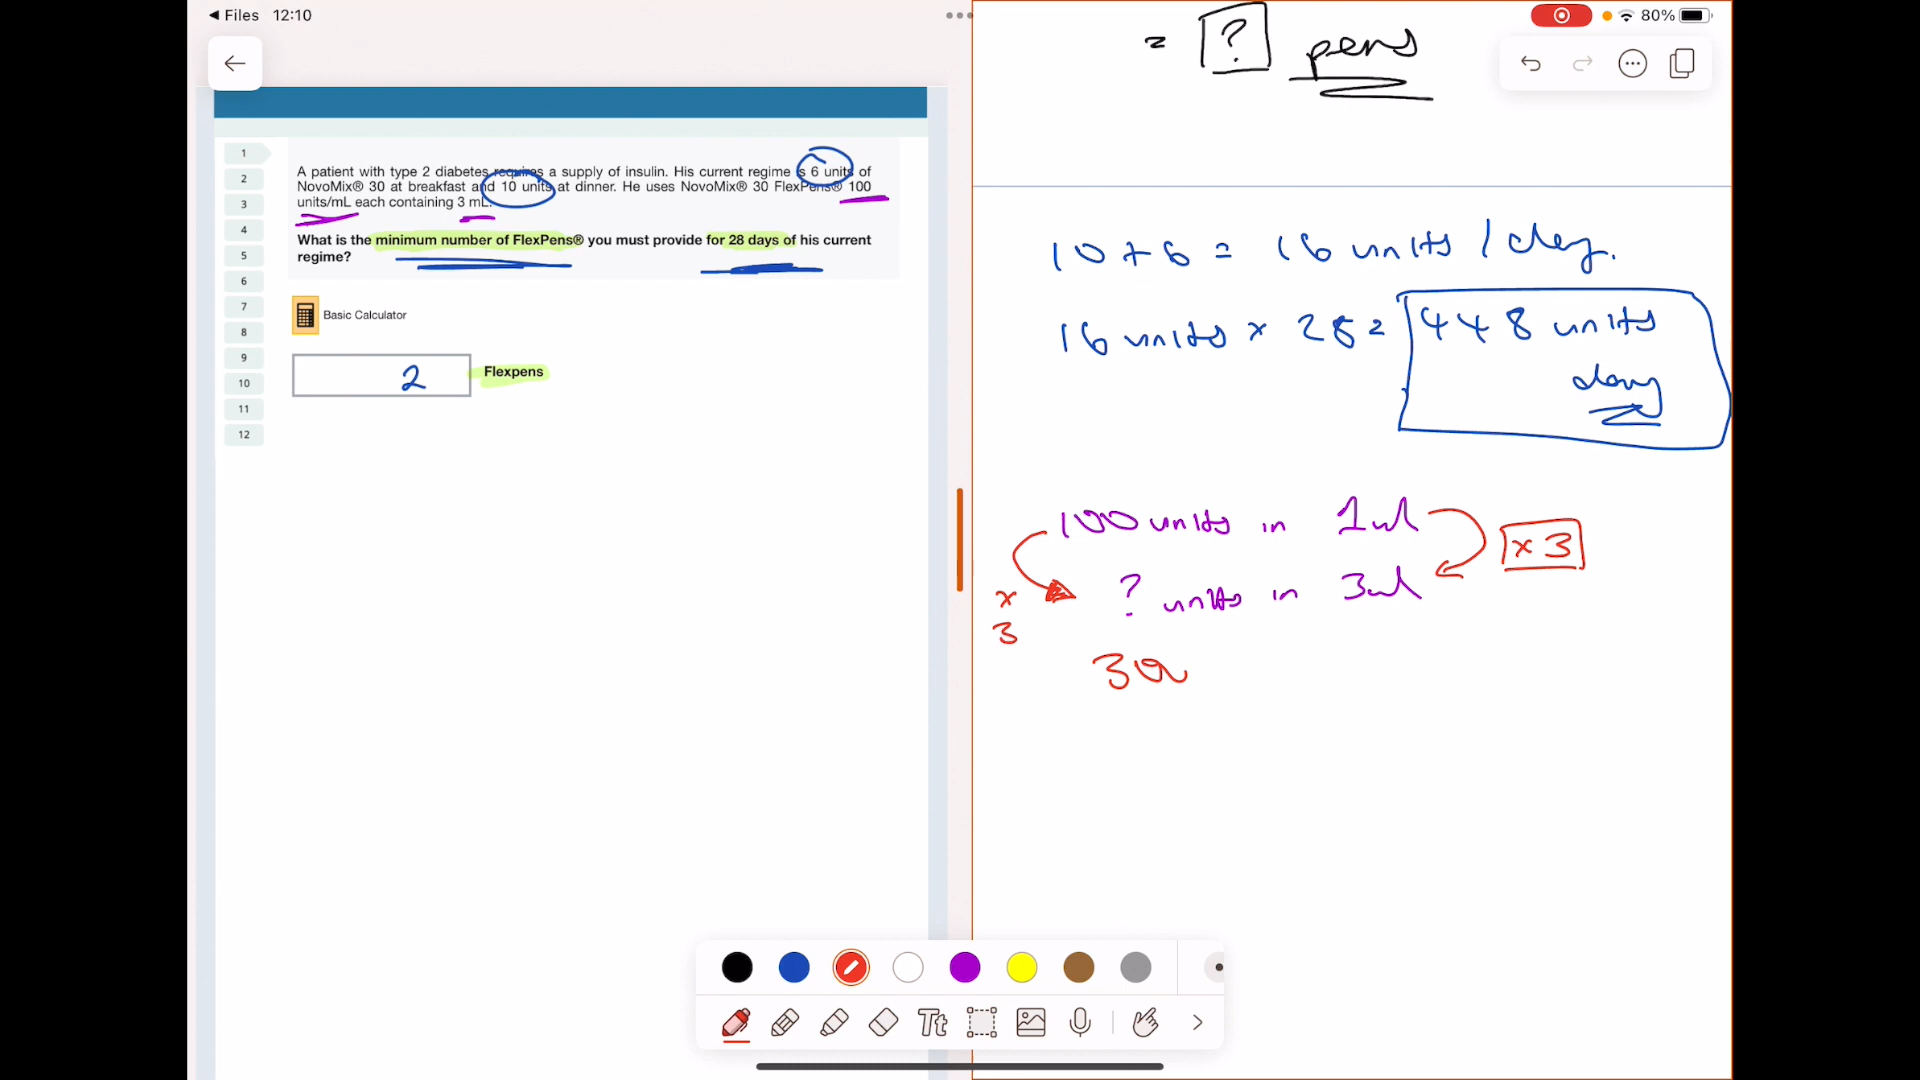 Files 12:10
80%
= ? pens
1
2
3
4
5
6
7
8
9
10
11
12
A patient with type 2 diabetes requires a supply of insulin. His current regime is 6 units of
NovoMix® 30 at breakfast and 10 units at dinner. He uses NovoMix® 30 FlexPens® 100
units/mL each containing 3 mL.
What is the minimum number of FlexPens® you must provide for 28 days of his current
regime?
Basic Calculator
2 Flexpens
10 + 6 = 16 units / day.
16 units x 28 = 448 units
day
100 units in 1ml
x 3
? units in 3ml
x
3
300
Tt